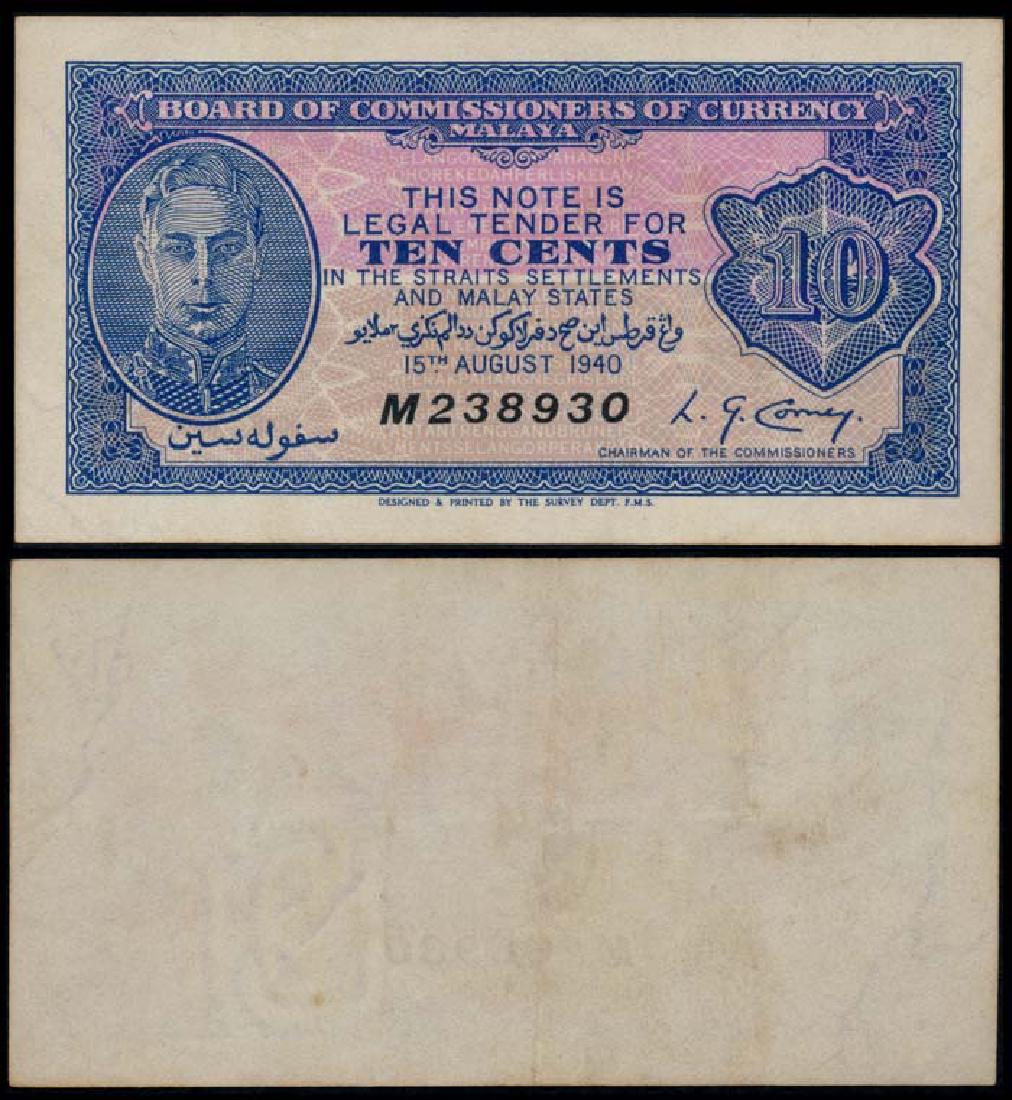 BOARD OF COMMISSIONERS OF CURRENCY
MALAYA
THIS NOTE IS
LEGAL TENDER FOR
TEN CENTS
IN THE STRAITS SETTLEMENTS
AND MALAY STATES
15TH AUGUST 1940
10
M238930
L. G. Corney.
سفوله سين
CHAIRMAN OF THE COMMISSIONERS
DESIGNED & PRINTED BY THE SURVEY DEPT. F.M.S.